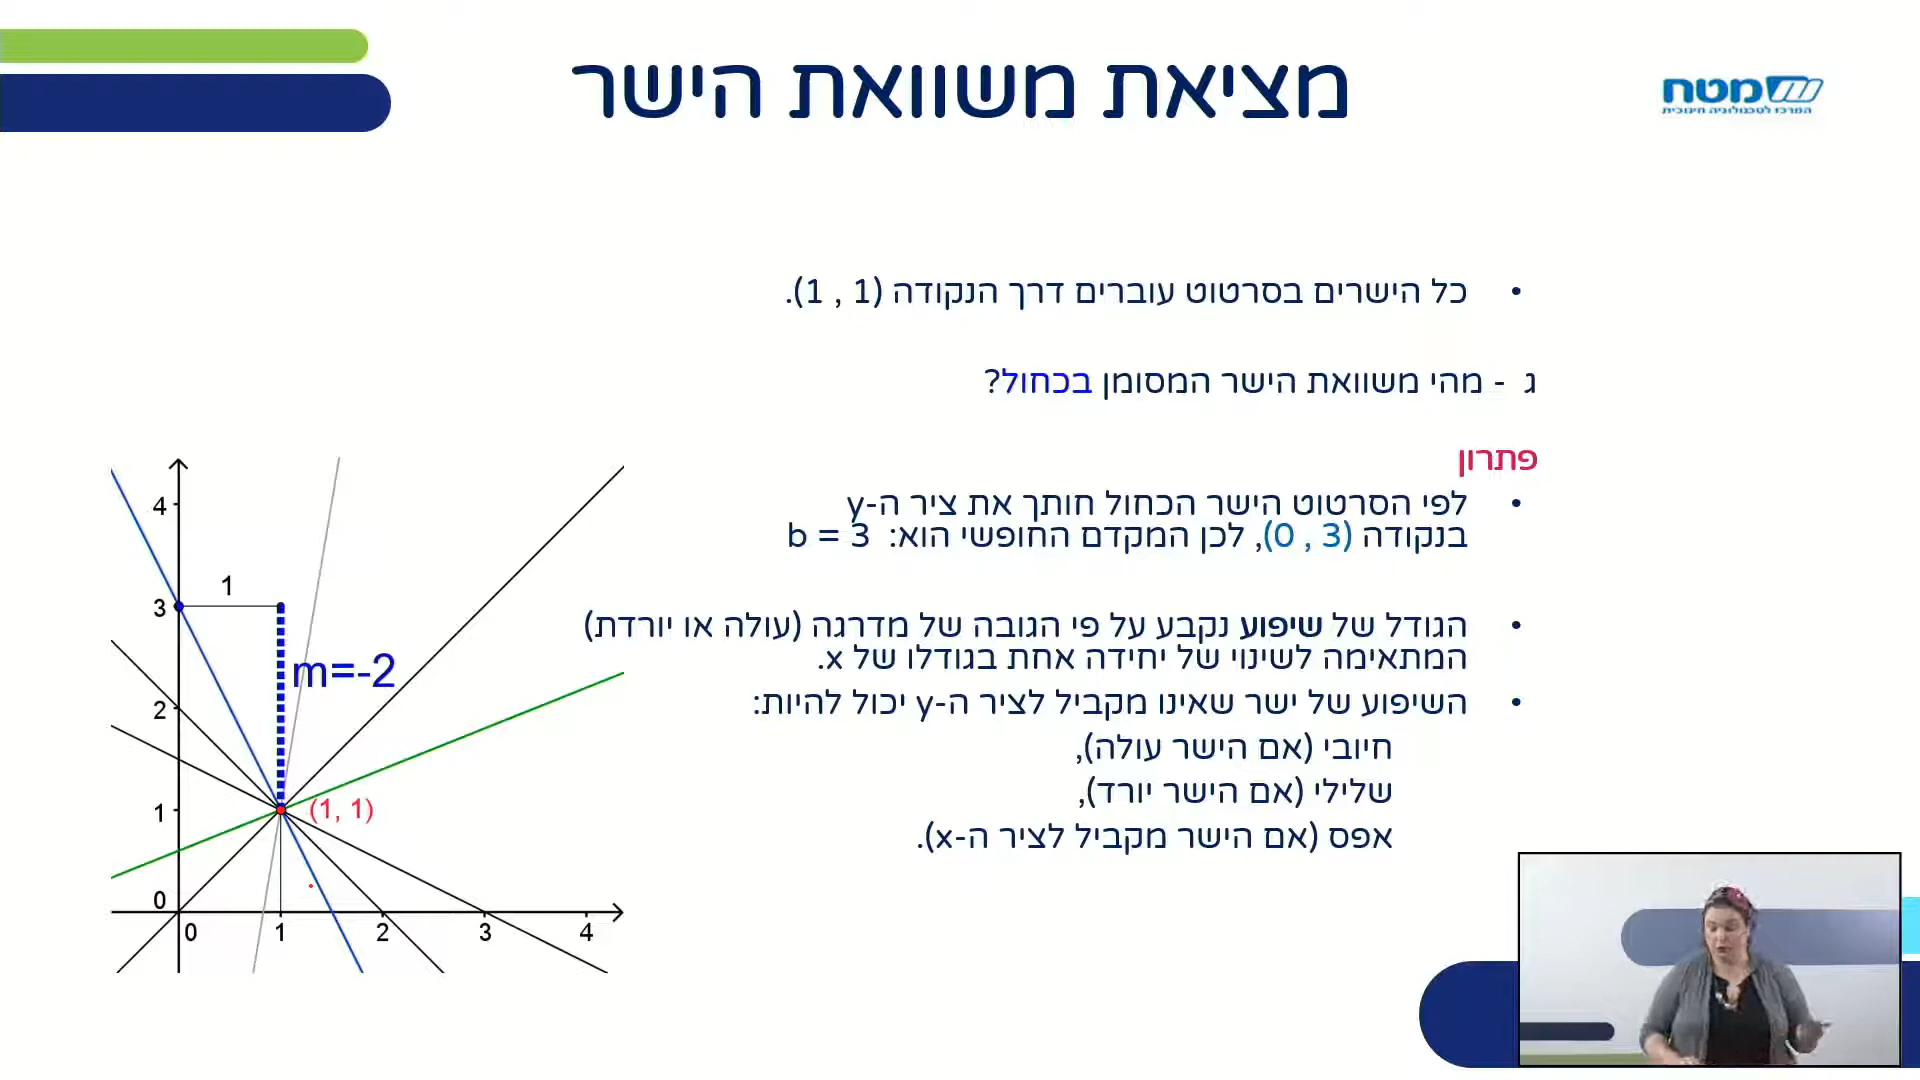 מציאת משוואת הישר
מטח
המרכז לטכנולוגיה חינוכית
• כל הישרים בסרטוט עוברים דרך הנקודה (1 , 1).
ג - מהי משוואת הישר המסומן בכחול?
פתרון
• לפי הסרטוט הישר הכחול חותך את ציר ה-y
בנקודה (0 , 3), לכן המקדם החופשי הוא: b = 3
• הגודל של שיפוע נקבע על פי הגובה של מדרגה (עולה או יורדת)
המתאימה לשינוי של יחידה אחת בגודלו של x.
• השיפוע של ישר שאינו מקביל לציר ה-y יכול להיות:
חיובי (אם הישר עולה),
שלילי (אם הישר יורד),
אפס (אם הישר מקביל לציר ה-x).
4
1
3
m=-2
2
1
(1, 1)
0
0 1 2 3 4